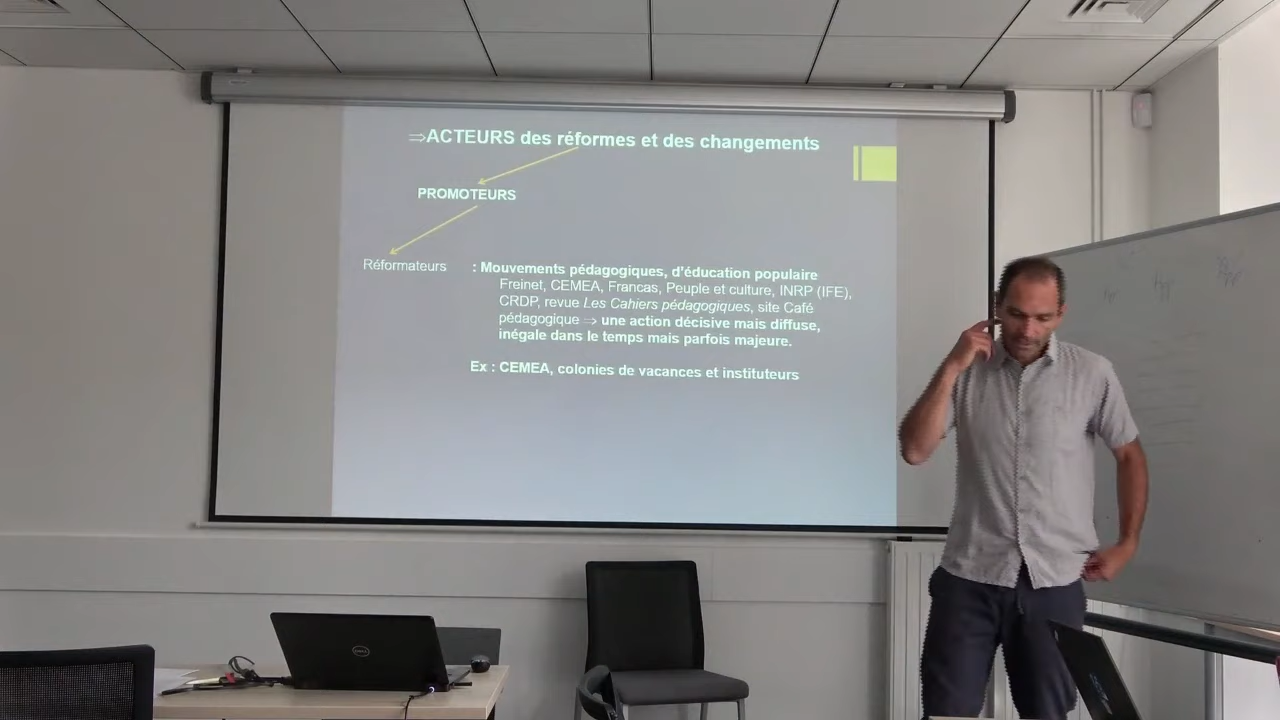 ⇒ACTEURS des réformes et des changements
PROMOTEURS
Réformateurs : Mouvements pédagogiques, d'éducation populaire
Freinet, CEMEA, Francas, Peuple et culture, INRP (IFE),
CRDP, revue Les Cahiers pédagogiques, site Café
pédagogique ⇒ une action décisive mais diffuse,
inégale dans le temps mais parfois majeure.
Ex : CEMEA, colonies de vacances et instituteurs
DELL